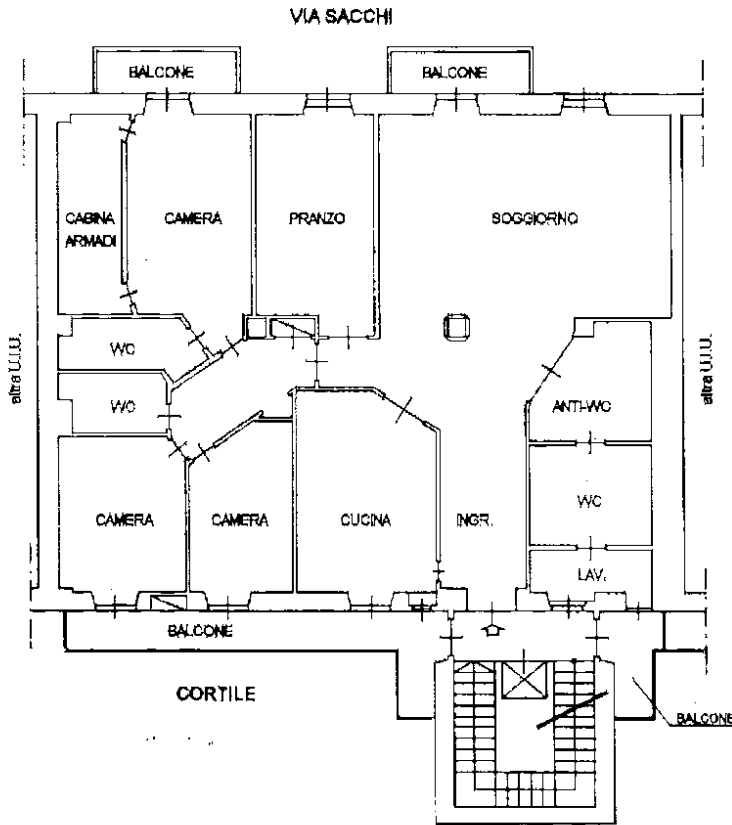 VIA SACCHI
BALCONE
BALCONE
CABINA
ARMADI
CAMERA
PRANZO
SOGGIORNO
altra U.I.U.
WC
altra U.I.U.
WC
ANTI-WC
CAMERA
CAMERA
CUCINA
INGR.
WC
LAV.
BALCONE
CORTILE
BALCONE